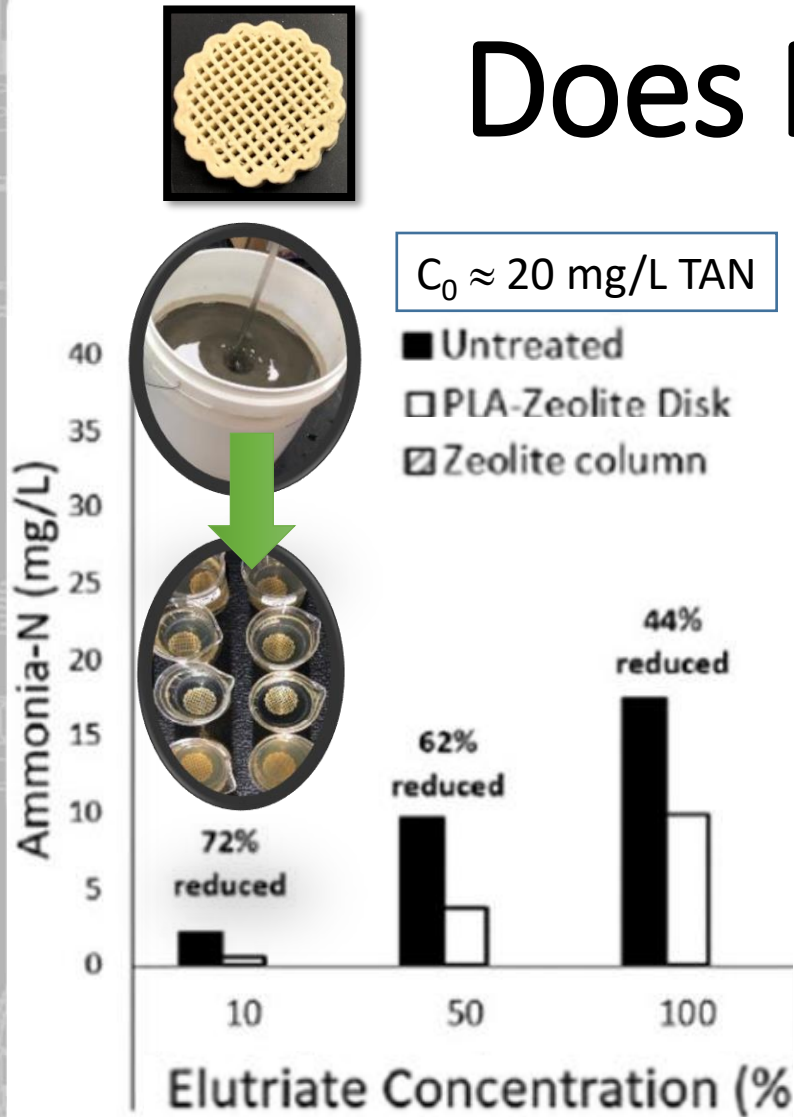 Does
C₀ ≈ 20 mg/L TAN
Untreated
PLA-Zeolite Disk
Zeolite column
Ammonia-N (mg/L)
40
35
30
25
20
15
10
5
0
72%
reduced
62%
reduced
44%
reduced
10
50
100
Elutriate Concentration (%